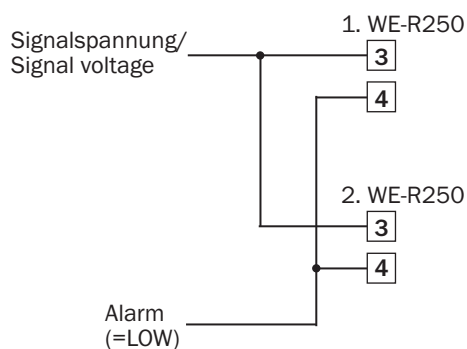 1. WE-R250
Signalspannung/
Signal voltage
3
4
2. WE-R250
3
4
Alarm
(=LOW)